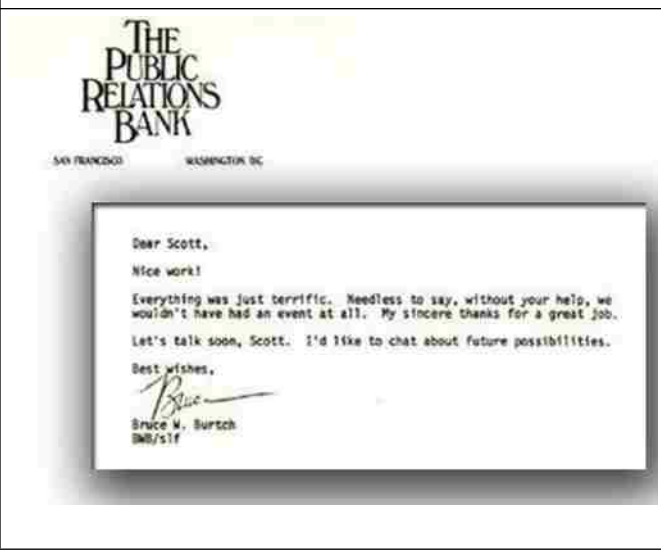 THE
PUBLIC
RELATIONS
BANK
SAN FRANCISCO WASHINGTON DC
Dear Scott,
Nice work!
Everything was just terrific. Needless to say, without your help, we
wouldn't have had an event at all. My sincere thanks for a great job.
Let's talk soon, Scott. I'd like to chat about future possibilities.
Best wishes,
Bruce
Bruce W. Burtch
BWB/slf